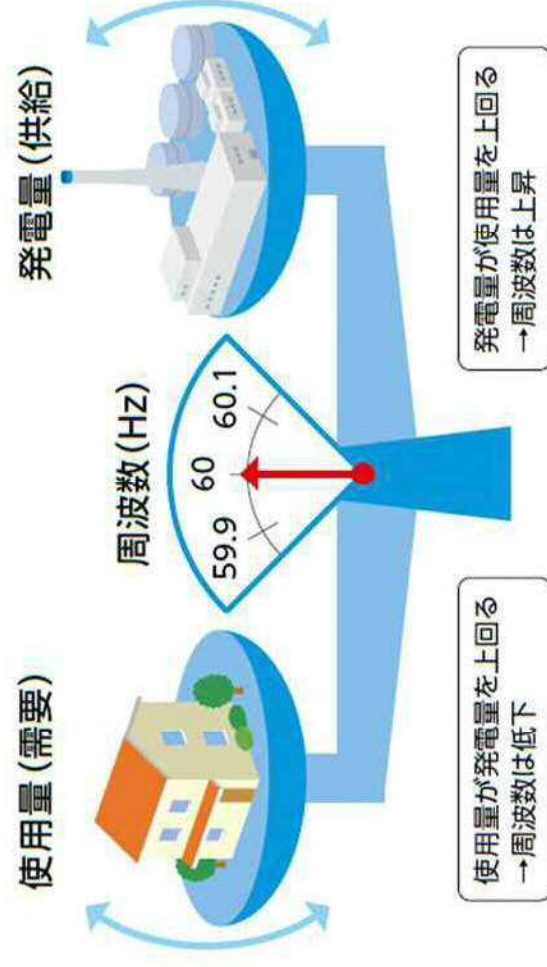 使用量(需要)
周波数(Hz)
発電量(供給)
59.9
60
60.1
使用量が発電量を上回る
→周波数は低下
発電量が使用量を上回る
→周波数は上昇